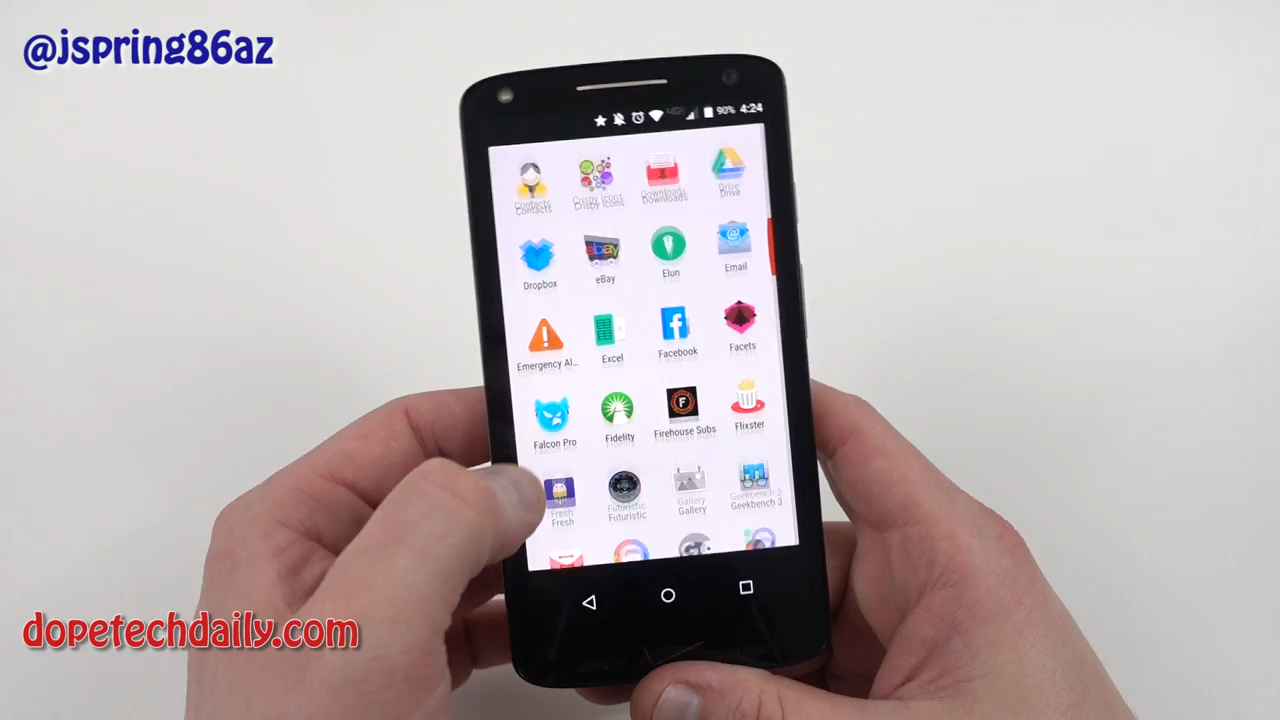 @jspring86az
90% 4:24
Contacts Crispy Icons Downloads Drive
Dropbox eBay Elun Email
Emergency Al... Excel Facebook Facets
Falcon Pro Fidelity Firehouse Subs Flixster
Fresh Futuristic Gallery Geekbench 3
dopetechdaily.com